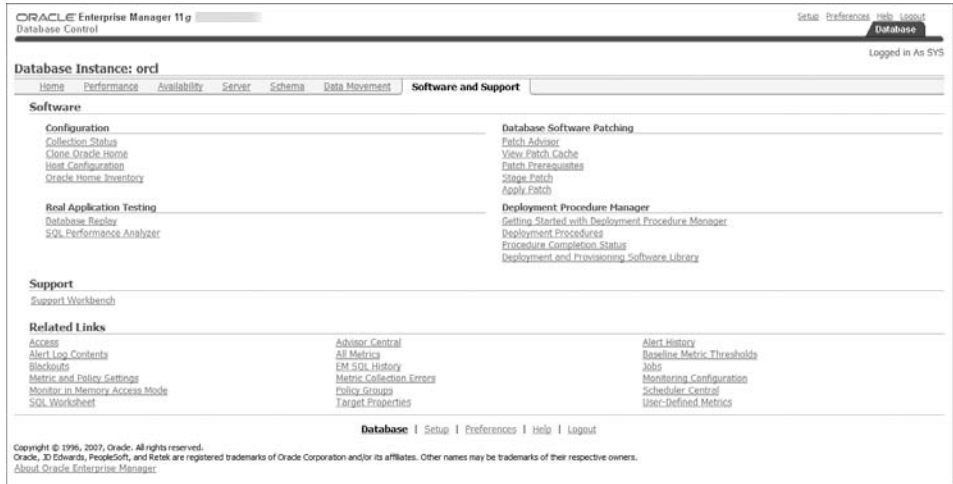 ORACLE Enterprise Manager 11g
Setup Preferences Help Logout
Database Control
Database
Logged in As SYS
Database Instance: orcl
Home Performance Availability Server Schema Data Movement Software and Support
Software
Configuration
Collection Status
Clone Oracle Home
Host Configuration
Oracle Home Inventory
Database Software Patching
Patch Advisor
View Patch Cache
Patch Prerequisites
Stage Patch
Apply Patch
Real Application Testing
Database Replay
SQL Performance Analyzer
Deployment Procedure Manager
Getting Started with Deployment Procedure Manager
Deployment Procedures
Procedure Completion Status
Deployment and Provisioning Software Library
Support
Support Workbench
Related Links
Access Advisor Central Alert History
Alert Log Contents All Metrics Baseline Metric Thresholds
Blackouts EM SQL History Jobs
Metric and Policy Settings Metric Collection Errors Monitoring Configuration
Monitor in Memory Access Mode Policy Groups Scheduler Central
SQL Worksheet Target Properties User-Defined Metrics
Database | Setup | Preferences | Help | Logout
Copyright © 1996, 2007, Oracle. All rights reserved.
Oracle, JD Edwards, PeopleSoft, and Retek are registered trademarks of Oracle Corporation and/or its affiliates. Other names may be trademarks of their respective owners.
About Oracle Enterprise Manager